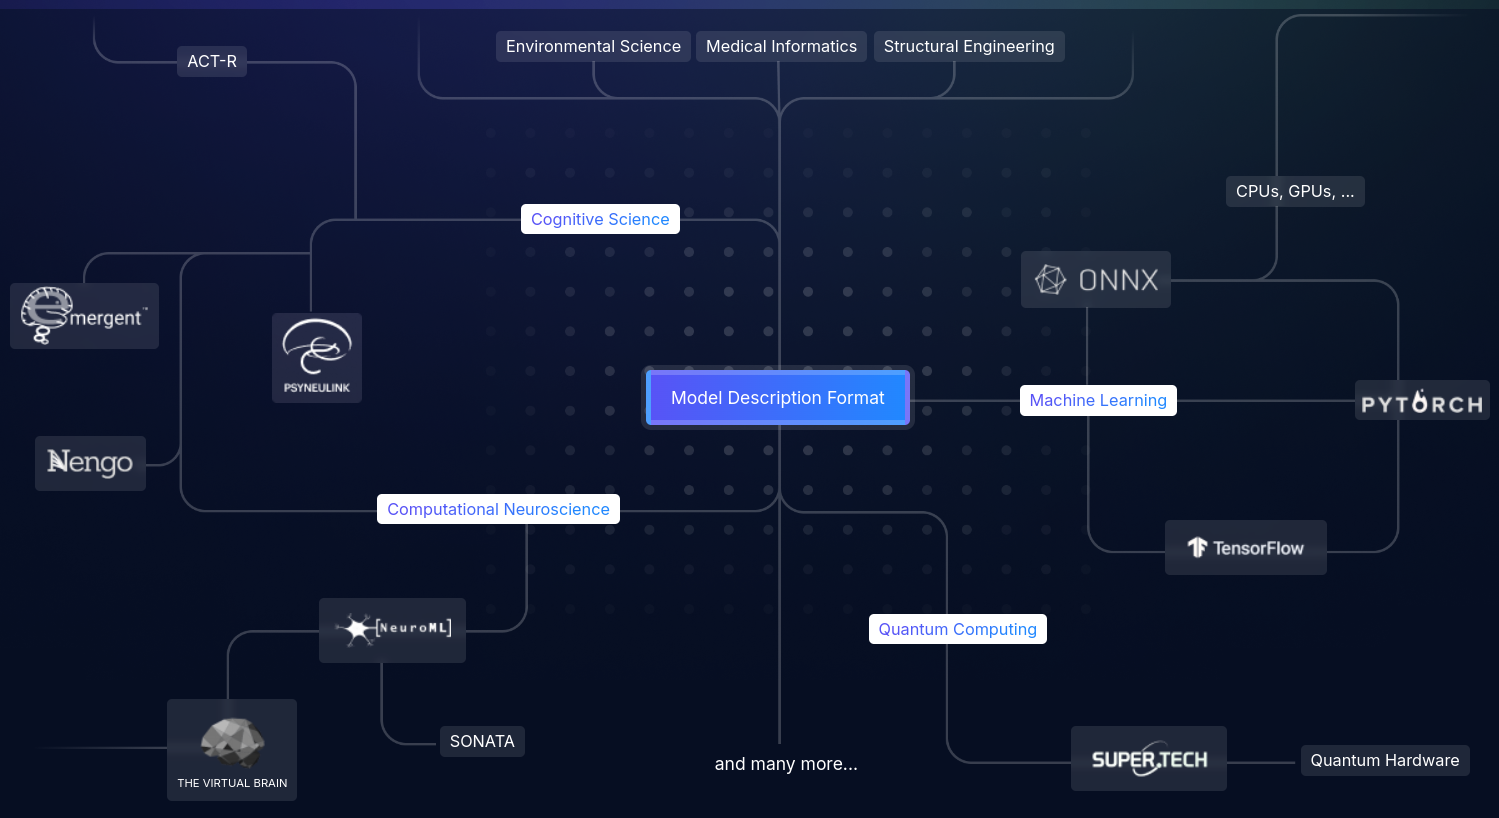 ACT-R
Environmental Science
Medical Informatics
Structural Engineering
CPUs, GPUs, ...
Cognitive Science
ONNX
emergent™
PSYNEULINK
Model Description Format
Machine Learning
PYTORCH
Nengo
Computational Neuroscience
TensorFlow
[NeuroML]
Quantum Computing
SONATA
and many more...
SUPER.TECH
Quantum Hardware
THE VIRTUAL BRAIN